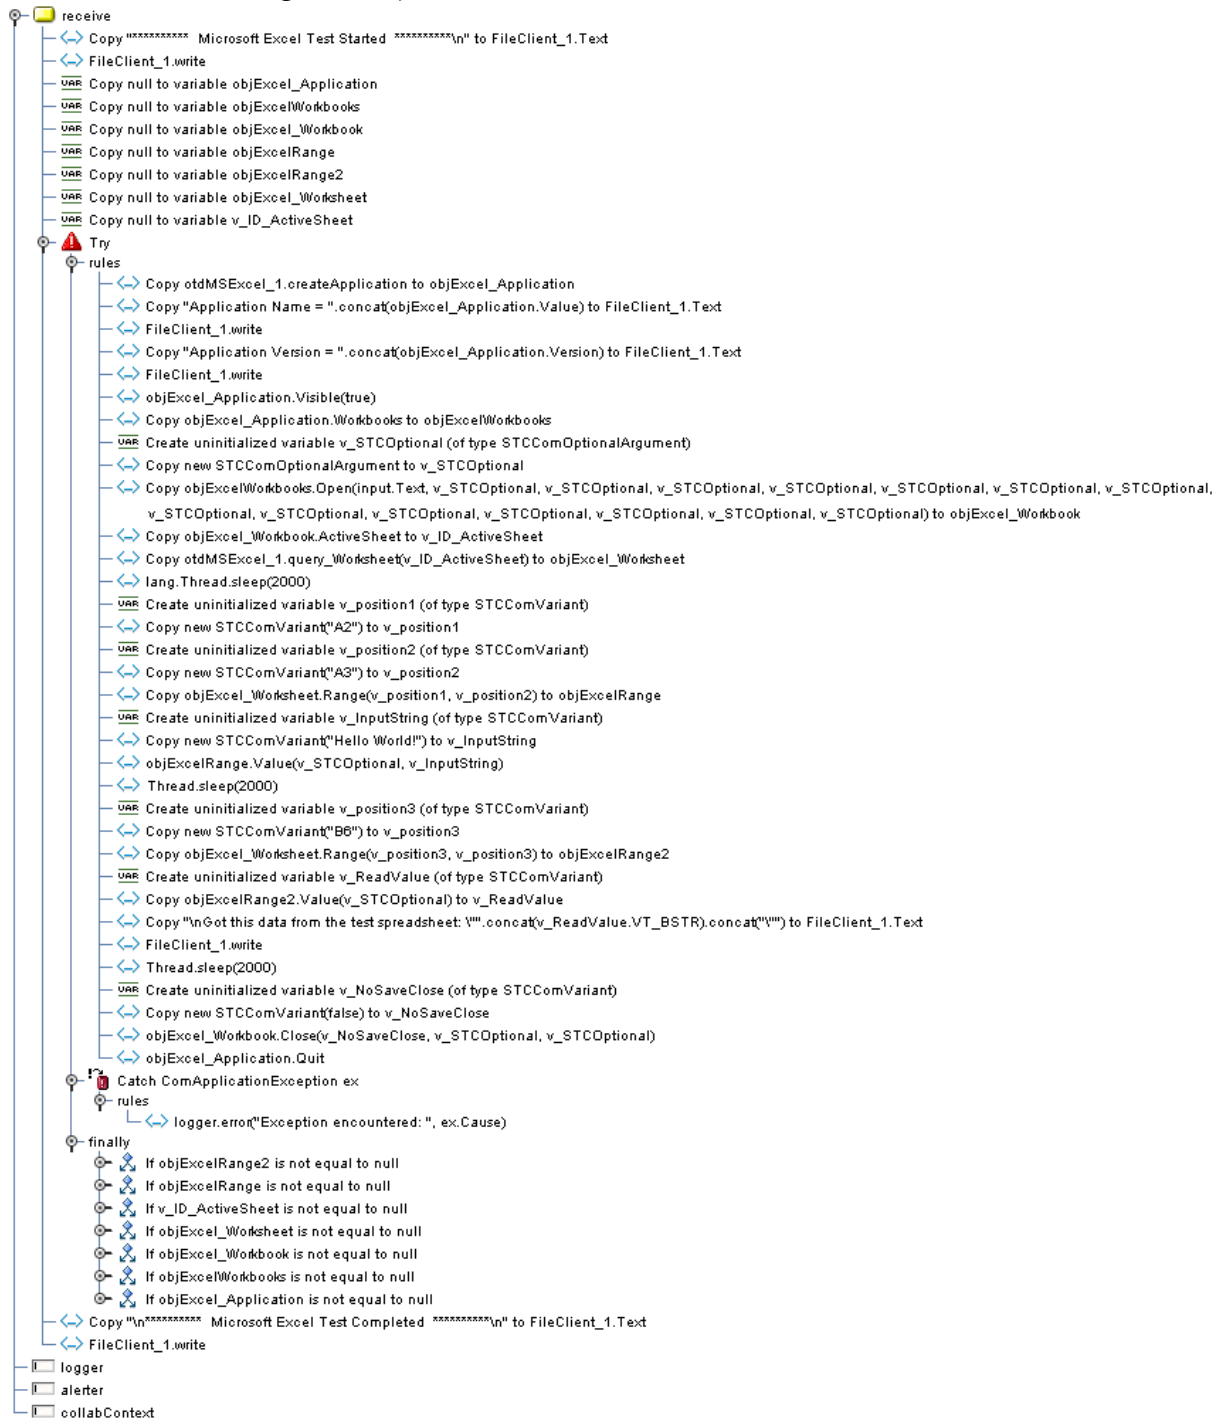 receive
Copy "********** Microsoft Excel Test Started **********\n" to FileClient_1.Text
FileClient_1.write
VAR Copy null to variable objExcel_Application
VAR Copy null to variable objExcelWorkbooks
VAR Copy null to variable objExcel_Workbook
VAR Copy null to variable objExcelRange
VAR Copy null to variable objExcelRange2
VAR Copy null to variable objExcel_Worksheet
VAR Copy null to variable v_ID_ActiveSheet
Try
rules
Copy otdMSExcel_1.createApplication to objExcel_Application
Copy "Application Name = ".concat(objExcel_Application.Value) to FileClient_1.Text
FileClient_1.write
Copy "Application Version = ".concat(objExcel_Application.Version) to FileClient_1.Text
FileClient_1.write
objExcel_Application.Visible(true)
Copy objExcel_Application.Workbooks to objExcelWorkbooks
VAR Create uninitialized variable v_STCOptional (of type STCComOptionalArgument)
Copy new STCComOptionalArgument to v_STCOptional
Copy objExcelWorkbooks.Open(input.Text, v_STCOptional, v_STCOptional, v_STCOptional, v_STCOptional, v_STCOptional, v_STCOptional, v_STCOptional,
v_STCOptional, v_STCOptional, v_STCOptional, v_STCOptional, v_STCOptional, v_STCOptional, v_STCOptional) to objExcel_Workbook
Copy objExcel_Workbook.ActiveSheet to v_ID_ActiveSheet
Copy otdMSExcel_1.query_Worksheet(v_ID_ActiveSheet) to objExcel_Worksheet
lang.Thread.sleep(2000)
VAR Create uninitialized variable v_position1 (of type STCComVariant)
Copy new STCComVariant("A2") to v_position1
VAR Create uninitialized variable v_position2 (of type STCComVariant)
Copy new STCComVariant("A3") to v_position2
Copy objExcel_Worksheet.Range(v_position1, v_position2) to objExcelRange
VAR Create uninitialized variable v_InputString (of type STCComVariant)
Copy new STCComVariant("Hello World!") to v_InputString
objExcelRange.Value(v_STCOptional, v_InputString)
Thread.sleep(2000)
VAR Create uninitialized variable v_position3 (of type STCComVariant)
Copy new STCComVariant("B6") to v_position3
Copy objExcel_Worksheet.Range(v_position3, v_position3) to objExcelRange2
VAR Create uninitialized variable v_ReadValue (of type STCComVariant)
Copy objExcelRange2.Value(v_STCOptional) to v_ReadValue
Copy "\nGot this data from the test spreadsheet: \"".concat(v_ReadValue.VT_BSTR).concat("\"") to FileClient_1.Text
FileClient_1.write
Thread.sleep(2000)
VAR Create uninitialized variable v_NoSaveClose (of type STCComVariant)
Copy new STCComVariant(false) to v_NoSaveClose
objExcel_Workbook.Close(v_NoSaveClose, v_STCOptional, v_STCOptional)
objExcel_Application.Quit
Catch ComApplicationException ex
rules
logger.error("Exception encountered: ", ex.Cause)
finally
If objExcelRange2 is not equal to null
If objExcelRange is not equal to null
If v_ID_ActiveSheet is not equal to null
If objExcel_Worksheet is not equal to null
If objExcel_Workbook is not equal to null
If objExcelWorkbooks is not equal to null
If objExcel_Application is not equal to null
Copy "\n********** Microsoft Excel Test Completed **********\n" to FileClient_1.Text
FileClient_1.write
logger
alerter
collabContext